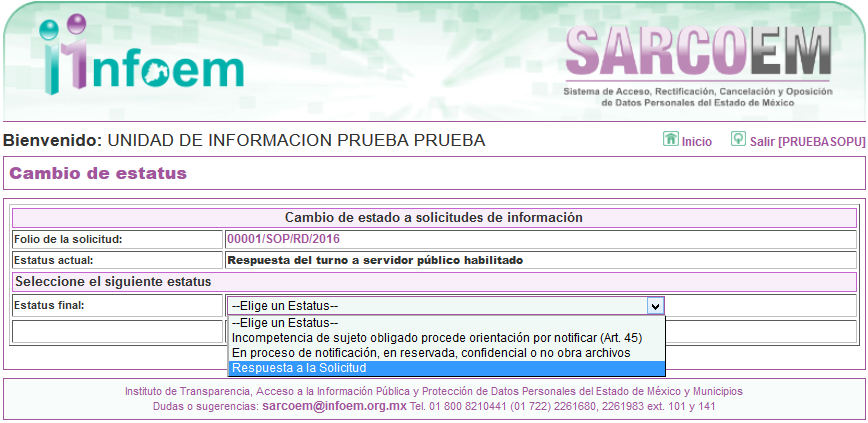 infoem
SARCOEM
Sistema de Acceso, Rectificación, Cancelación y Oposición
de Datos Personales del Estado de México
Bienvenido: UNIDAD DE INFORMACION PRUEBA PRUEBA
Inicio
Salir [PRUEBASOPU]
Cambio de estatus
Cambio de estado a solicitudes de información
Folio de la solicitud: 00001/SOP/RD/2016
Estatus actual: Respuesta del turno a servidor público habilitado
Seleccione el siguiente estatus
Estatus final: --Elige un Estatus--
--Elige un Estatus--
Incompetencia de sujeto obligado procede orientación por notificar (Art. 45)
En proceso de notificación, en reservada, confidencial o no obra archivos
Respuesta a la Solicitud
Instituto de Transparencia, Acceso a la Información Pública y Protección de Datos Personales del Estado de México y Municipios
Dudas o sugerencias: sarcoem@infoem.org.mx Tel. 01 800 8210441 (01 722) 2261680, 2261983 ext. 101 y 141